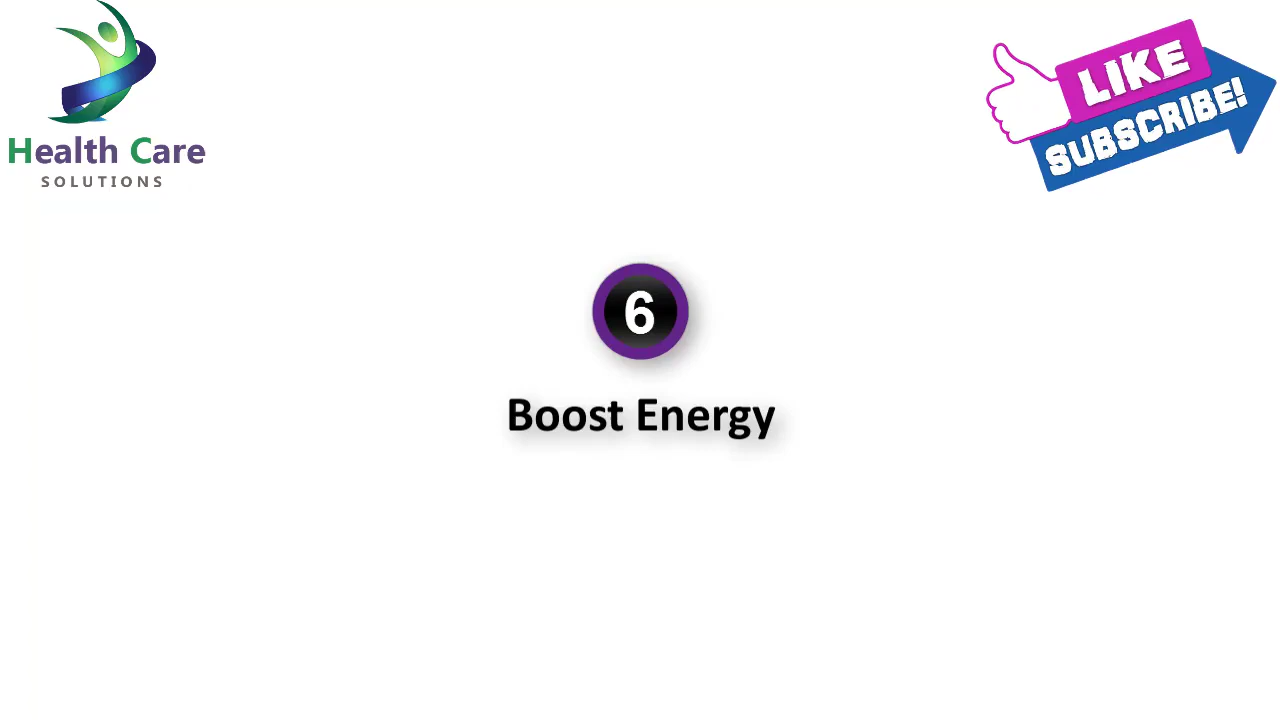 Health Care
SOLUTIONS
LIKE
SUBSCRIBE!
6
Boost Energy